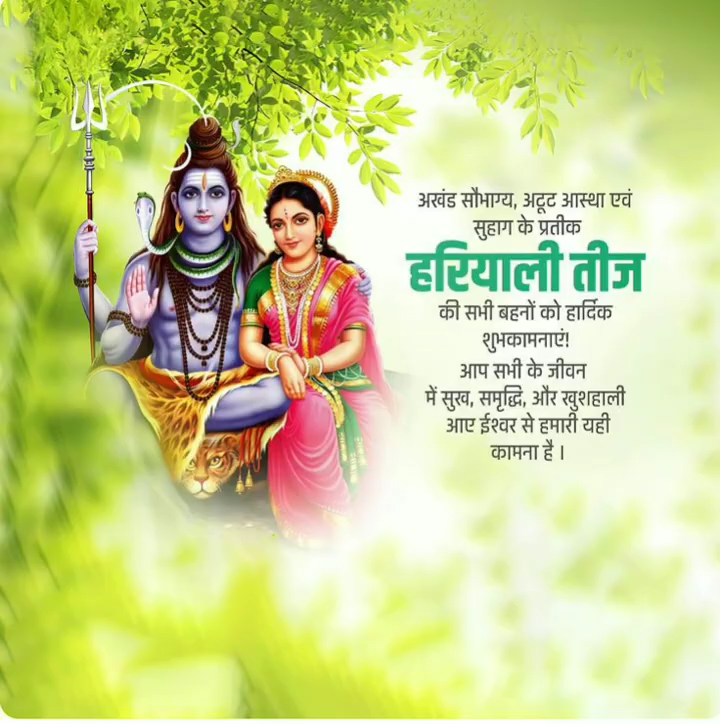 अखंड सौभाग्य, अटूट आस्था एवं
सुहाग के प्रतीक
हरियाली तीज
की सभी बहनों को हार्दिक
शुभकामनाएं!
आप सभी के जीवन
में सुख, समृद्धि, और खुशहाली
आए ईश्वर से हमारी यही
कामना है ।